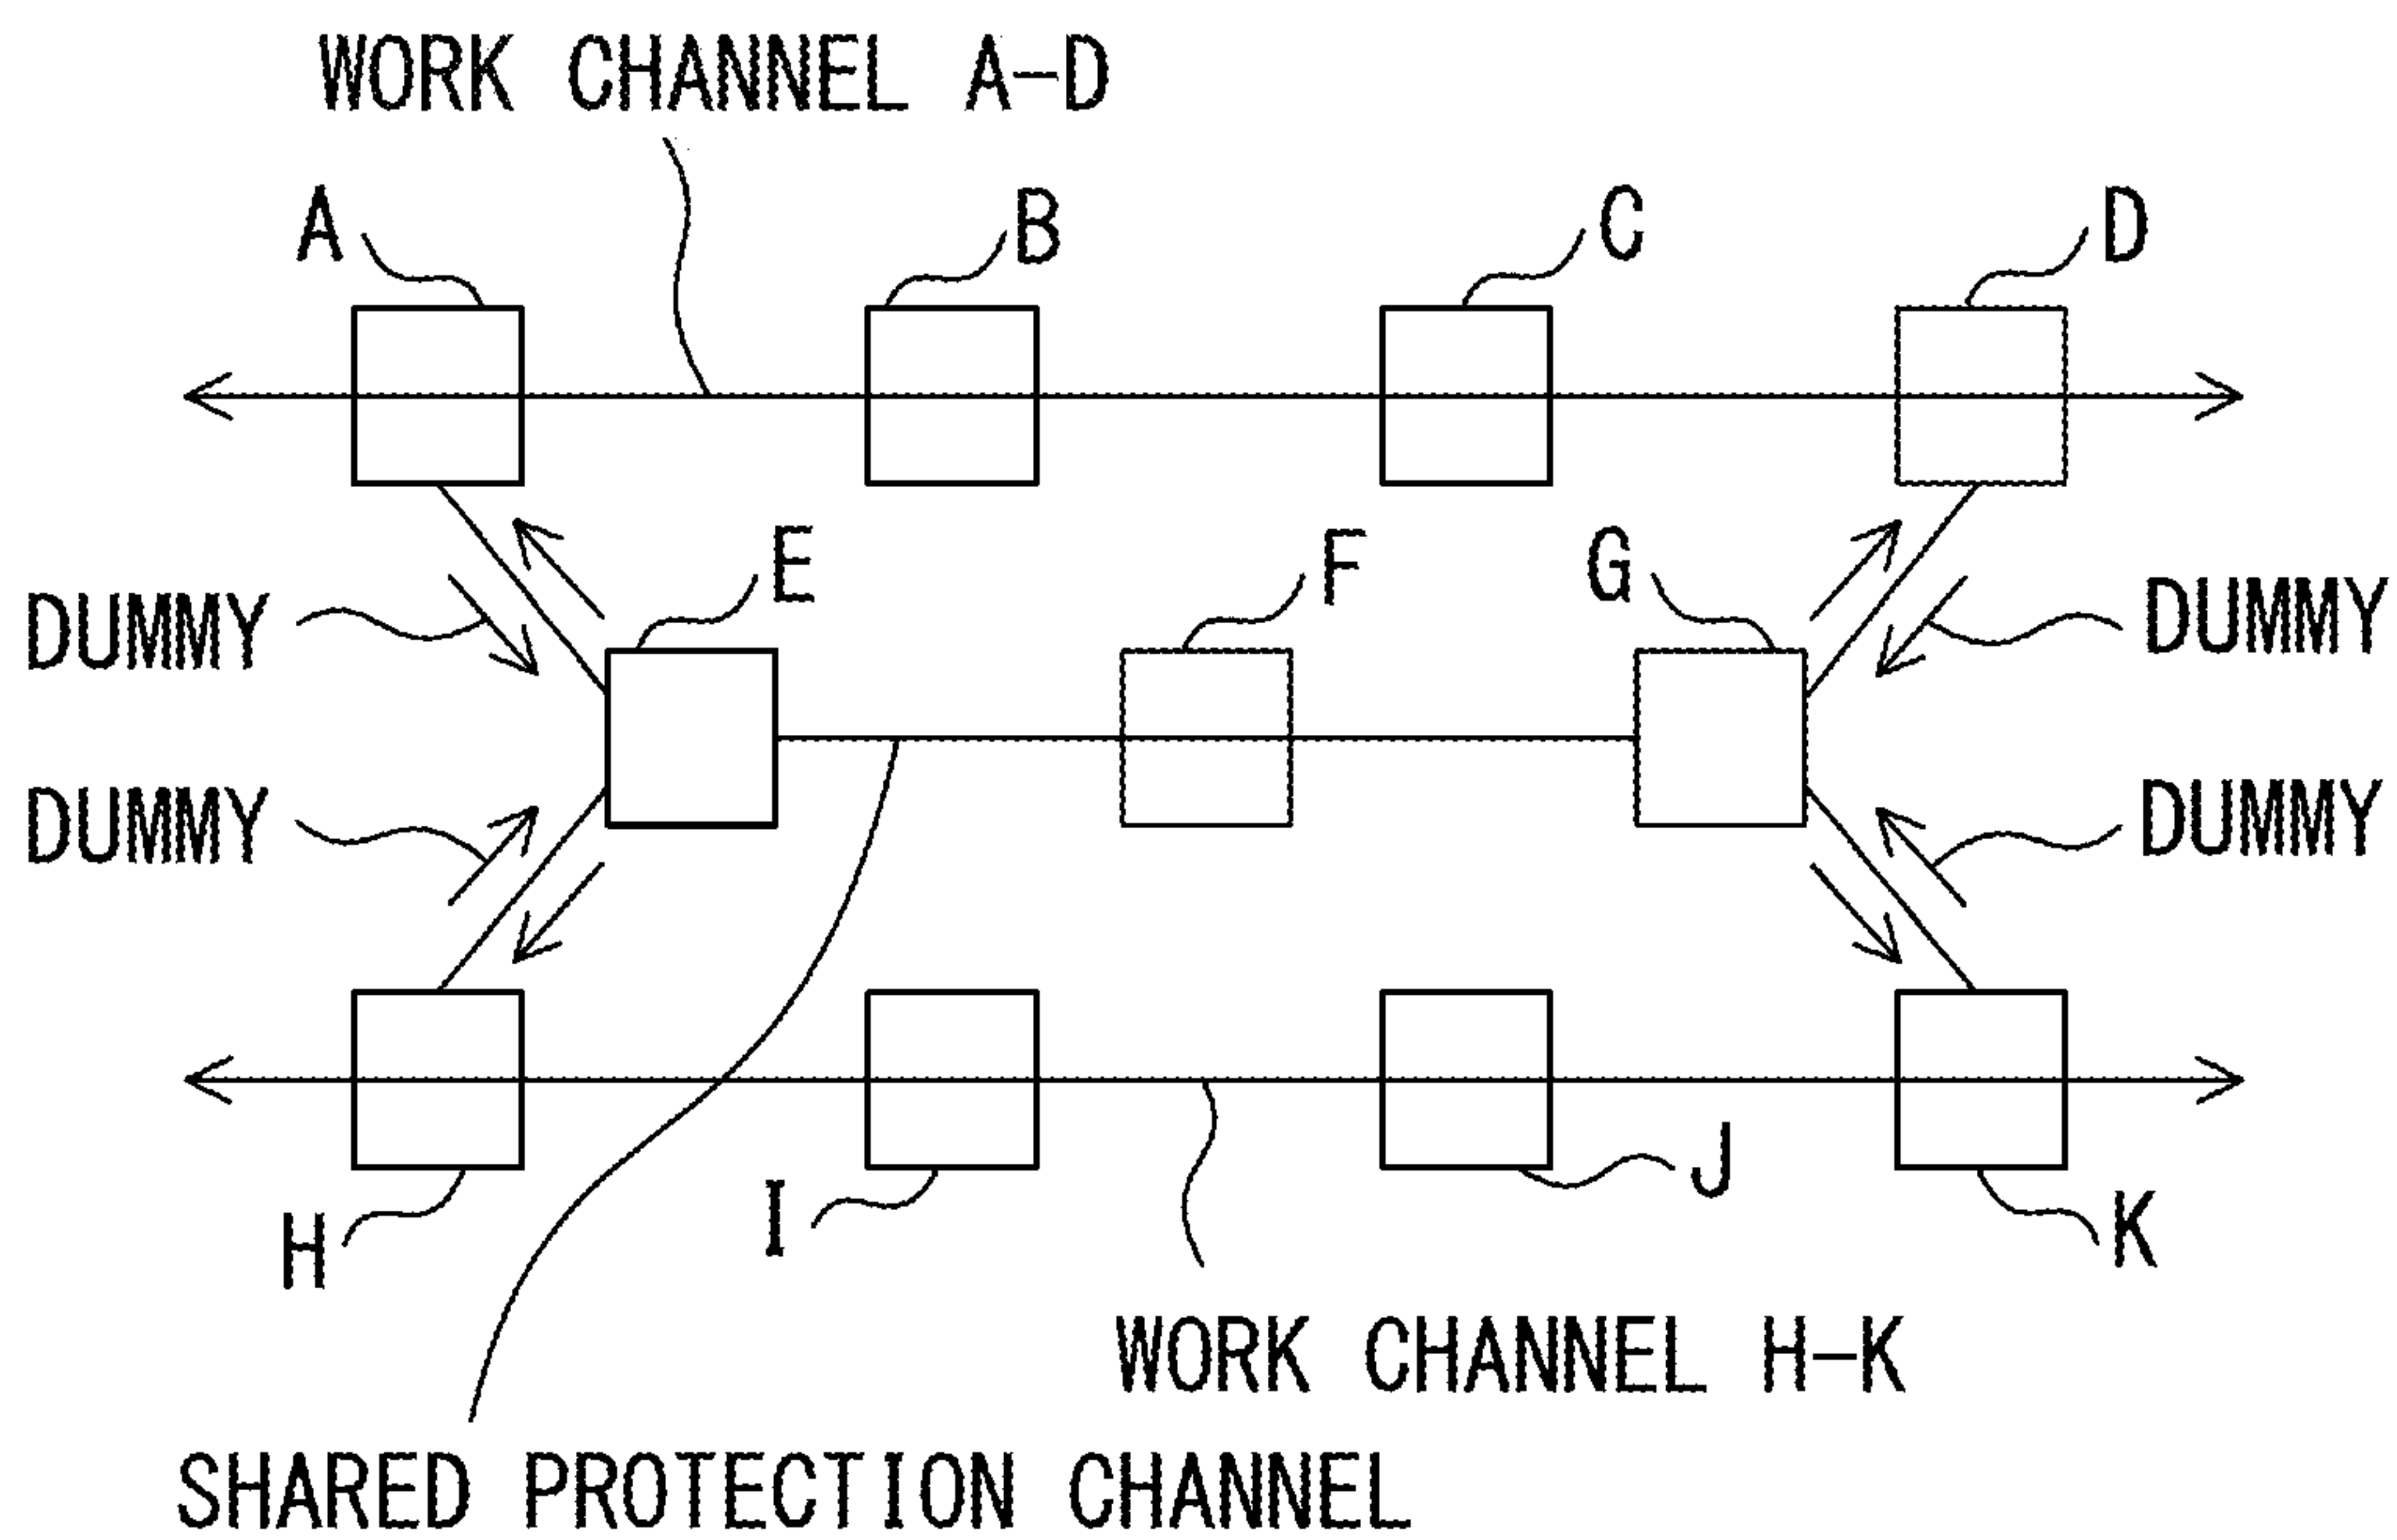 WORK CHANNEL A-D
A
B
C
D
E
F
G
DUMMY
DUMMY
DUMMY
DUMMY
H
I
J
K
WORK CHANNEL H-K
SHARED PROTECTION CHANNEL